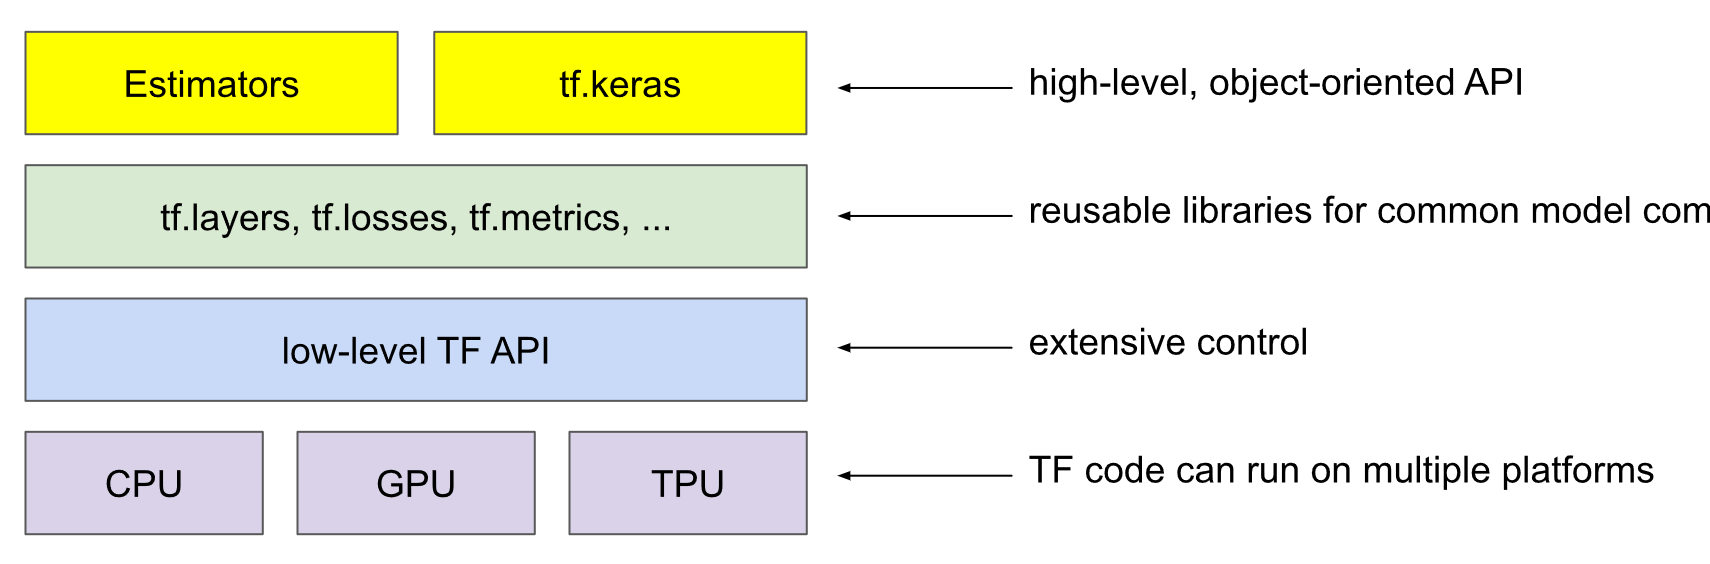 Estimators
tf.keras
high-level, object-oriented API
tf.layers, tf.losses, tf.metrics, ...
reusable libraries for common model com
low-level TF API
extensive control
CPU
GPU
TPU
TF code can run on multiple platforms